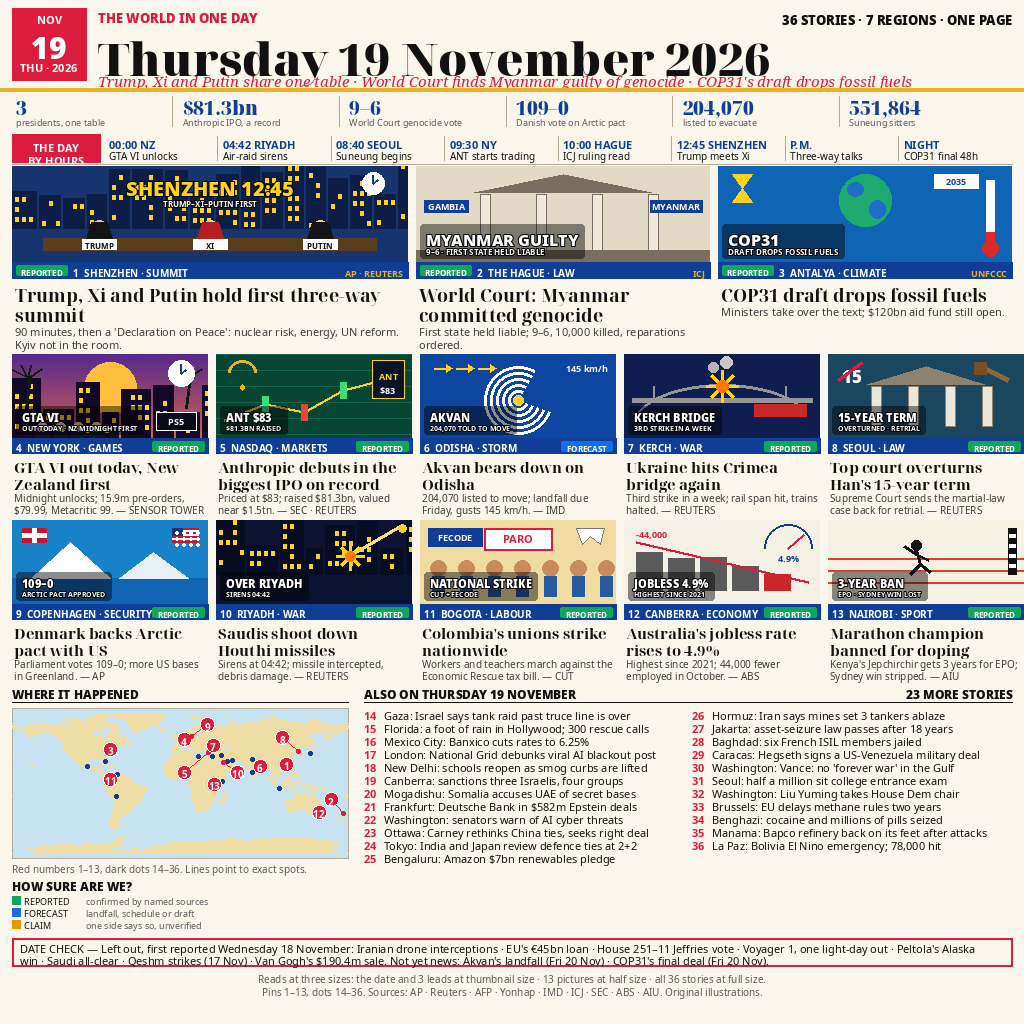 NOV
19
THU · 2026
THE WORLD IN ONE DAY
36 STORIES · 7 REGIONS · ONE PAGE
Thursday 19 November 2026
Trump, Xi and Putin share one table · World Court finds Myanmar guilty of genocide · COP31's draft drops fossil fuels
3
presidents, one table
$81.3bn
Anthropic IPO, a record
9–6
World Court genocide vote
109–0
Danish vote on Arctic pact
204,070
listed to evacuate
551,864
Suneung sitters
THE DAY
BY HOURS
00:00 NZ
GTA VI unlocks
04:42 RIYADH
Air-raid sirens
08:40 SEOUL
Suneung begins
09:30 NY
ANT starts trading
10:00 HAGUE
ICJ ruling read
12:45 SHENZHEN
Trump meets Xi
P.M.
Three-way talks
NIGHT
COP31 final 48h
SHENZHEN 12:45
TRUMP–XI–PUTIN FIRST
TRUMP
XI
PUTIN
REPORTED 1 SHENZHEN · SUMMIT AP · REUTERS
GAMBIA
MYANMAR
MYANMAR GUILTY
9–6 · FIRST STATE HELD LIABLE
REPORTED 2 THE HAGUE · LAW ICJ
2035
COP31
DRAFT DROPS FOSSIL FUELS
REPORTED 3 ANTALYA · CLIMATE UNFCCC
Trump, Xi and Putin hold first three-way
summit
90 minutes, then a 'Declaration on Peace': nuclear risk, energy, UN reform.
Kyiv not in the room.
World Court: Myanmar
committed genocide
First state held liable; 9–6, 10,000 killed, reparations
ordered.
COP31 draft drops fossil fuels
Ministers take over the text; $120bn aid fund still open.
GTA VI
OUT TODAY, NZ MIDNIGHT FIRST
PS5
4 NEW YORK · GAMES REPORTED
ANT
$83
ANT $83
$81.3BN RAISED
5 NASDAQ · MARKETS REPORTED
145 km/h
AKVAN
204,070 TOLD TO MOVE
6 ODISHA · STORM FORECAST
KERCH BRIDGE
3RD STRIKE IN A WEEK
7 KERCH · WAR REPORTED
15
15-YEAR TERM
OVERTURNED · RETRIAL
8 SEOUL · LAW REPORTED
GTA VI out today, New
Zealand first
Midnight unlocks; 15.9m pre-orders,
$79.99, Metacritic 99. — SENSOR TOWER
Anthropic debuts in the
biggest IPO on record
Priced at $83; raised $81.3bn, valued
near $1.5tn. — SEC · REUTERS
Akvan bears down on
Odisha
204,070 listed to move; landfall due
Friday, gusts 145 km/h. — IMD
Ukraine hits Crimea
bridge again
Third strike in a week; rail span hit, trains
halted. — REUTERS
Top court overturns
Han's 15-year term
Supreme Court sends the martial-law
case back for retrial. — REUTERS
109–0
ARCTIC PACT APPROVED
9 COPENHAGEN · SECURITY REPORTED
OVER RIYADH
SIRENS 04:42
10 RIYADH · WAR REPORTED
FECODE
PARO
NATIONAL STRIKE
CUT + FECODE
11 BOGOTA · LABOUR REPORTED
-44,000
4.9%
JOBLESS 4.9%
HIGHEST SINCE 2021
12 CANBERRA · ECONOMY REPORTED
3-YEAR BAN
EPO · SYDNEY WIN LOST
13 NAIROBI · SPORT REPORTED
Denmark backs Arctic
pact with US
Parliament votes 109–0; more US bases
in Greenland. — AP
Saudis shoot down
Houthi missiles
Sirens at 04:42; missile intercepted,
debris damage. — REUTERS
Colombia's unions strike
nationwide
Workers and teachers march against the
Economic Rescue tax bill. — CUT
Australia's jobless rate
rises to 4.9%
Highest since 2021; 44,000 fewer
employed in October. — ABS
Marathon champion
banned for doping
Kenya's Jepchirchir gets 3 years for EPO;
Sydney win stripped. — AIU
WHERE IT HAPPENED
9
4
7
8
3
5
10
6
1
11
13
2
12
Red numbers 1–13, dark dots 14–36. Lines point to exact spots.
HOW SURE ARE WE?
REPORTED confirmed by named sources
FORECAST landfall, schedule or draft
CLAIM one side says so, unverified
ALSO ON THURSDAY 19 NOVEMBER
23 MORE STORIES
14 Gaza: Israel says tank raid past truce line is over
15 Florida: a foot of rain in Hollywood; 300 rescue calls
16 Mexico City: Banxico cuts rates to 6.25%
17 London: National Grid debunks viral AI blackout post
18 New Delhi: schools reopen as smog curbs are lifted
19 Canberra: sanctions three Israelis, four groups
20 Mogadishu: Somalia accuses UAE of secret bases
21 Frankfurt: Deutsche Bank in $582m Epstein deals
22 Washington: senators warn of AI cyber threats
23 Ottawa: Carney rethinks China ties, seeks right deal
24 Tokyo: India and Japan review defence ties at 2+2
25 Bengaluru: Amazon $7bn renewables pledge
26 Hormuz: Iran says mines set 3 tankers ablaze
27 Jakarta: asset-seizure law passes after 18 years
28 Baghdad: six French ISIL members jailed
29 Caracas: Hegseth signs a US-Venezuela military deal
30 Washington: Vance: no 'forever war' in the Gulf
31 Seoul: half a million sit college entrance exam
32 Washington: Liu Yuming takes House Dem chair
33 Brussels: EU delays methane rules two years
34 Benghazi: cocaine and millions of pills seized
35 Manama: Bapco refinery back on its feet after attacks
36 La Paz: Bolivia El Nino emergency; 78,000 hit
DATE CHECK — Left out, first reported Wednesday 18 November: Iranian drone interceptions · EU's €45bn loan · House 251–11 Jeffries vote · Voyager 1, one light-day out · Peltola's Alaska
win · Saudi all-clear · Qeshm strikes (17 Nov) · Van Gogh's $190.4m sale. Not yet news: Akvan's landfall (Fri 20 Nov) · COP31's final deal (Fri 20 Nov).
Reads at three sizes: the date and 3 leads at thumbnail size · 13 pictures at half size · all 36 stories at full size.
Pins 1–13, dots 14–36. Sources: AP · Reuters · AFP · Yonhap · IMD · ICJ · SEC · ABS · AIU. Original illustrations.